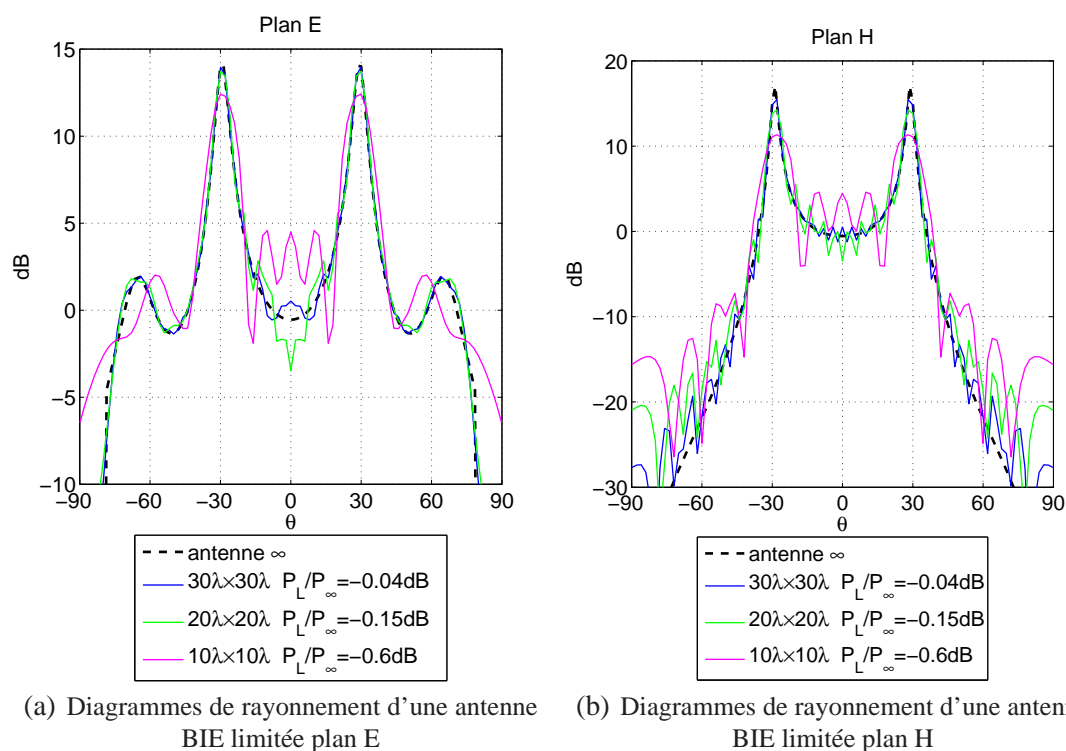 Plan E
15
10
5
0
−5
−10
dB
−90 −60 −30 0 30 60 90
θ
antenne ∞
30λ×30λ P_L/P_∞=−0.04dB
20λ×20λ P_L/P_∞=−0.15dB
10λ×10λ P_L/P_∞=−0.6dB
(a) Diagrammes de rayonnement d'une antenne
BIE limitée plan E
Plan H
20
10
0
−10
−20
−30
dB
−90 −60 −30 0 30 60 90
θ
antenne ∞
30λ×30λ P_L/P_∞=−0.04dB
20λ×20λ P_L/P_∞=−0.15dB
10λ×10λ P_L/P_∞=−0.6dB
(b) Diagrammes de rayonnement d'une anten
BIE limitée plan H